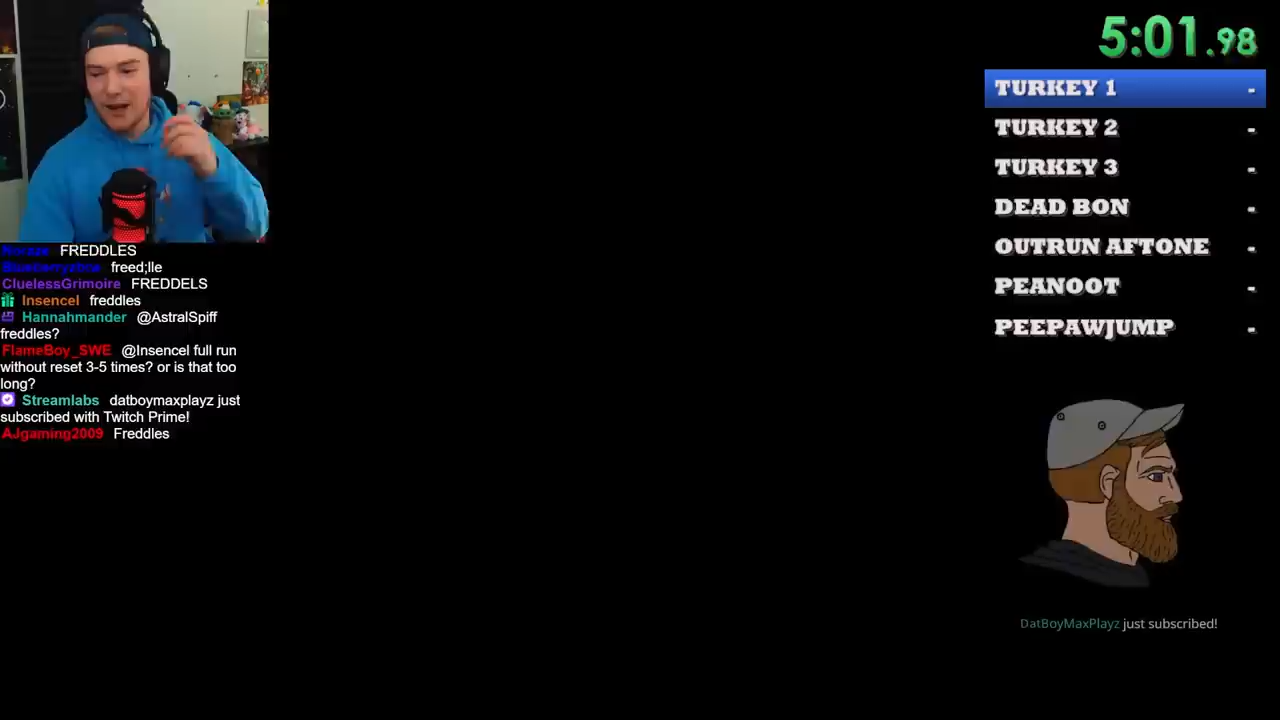 5:01.98
TURKEY 1 -
TURKEY 2 -
TURKEY 3 -
DEAD BON -
OUTRUN AFTONE -
PEANOOT -
PEEPAWJUMP -
FREDDLES
freed;lle
CluelessGrimoire FREDDELS
Insencel freddles
Hannahmander @AstralSpiff
freddles?
FlameBoy_SWE @Insencel full run
without reset 3-5 times? or is that too
long?
Streamlabs datboymaxplayz just
subscribed with Twitch Prime!
AJgaming2009 Freddles
DatBoyMaxPlayz just subscribed!